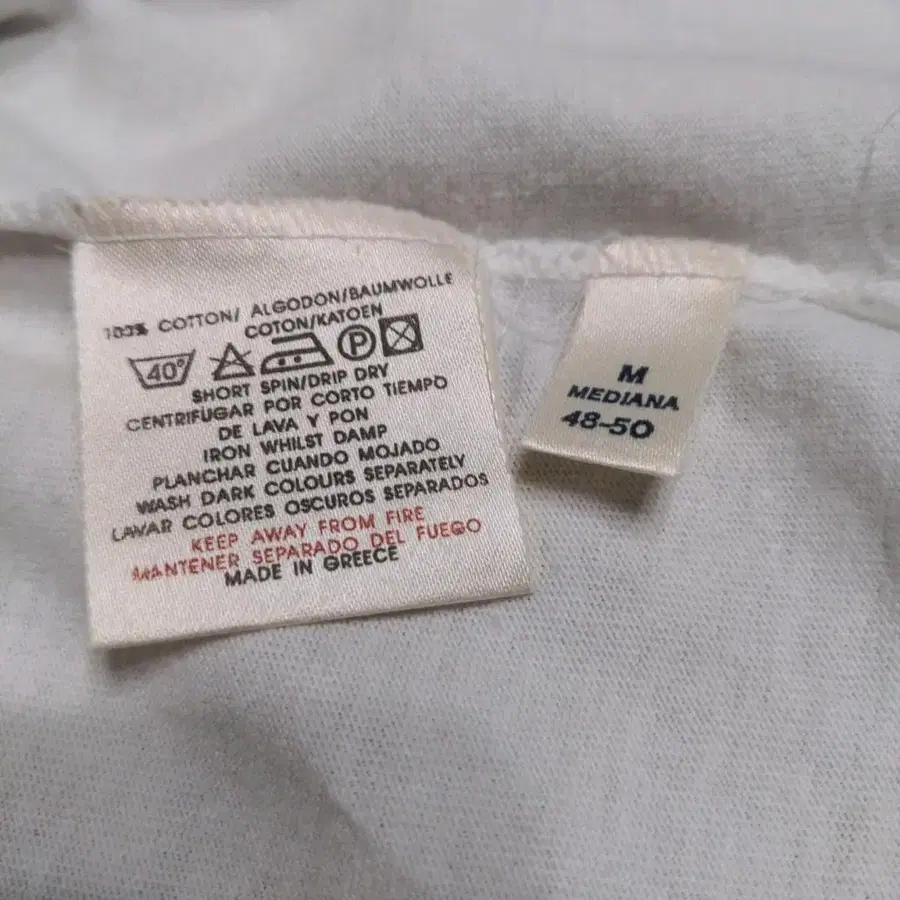 100% COTTON/ ALGODON/BAUMWOLLE
COTON/KATOEN
40° P
SHORT SPIN/DRIP DRY
CENTRIFUGAR POR CORTO TIEMPO
DE LAVA Y PON
IRON WHILST DAMP
PLANCHAR CUANDO MOJADO
WASH DARK COLOURS SEPARATELY
LAVAR COLORES OSCUROS SEPARADOS
KEEP AWAY FROM FIRE
MANTENER SEPARADO DEL FUEGO
MADE IN GREECE
M
MEDIANA
48-50